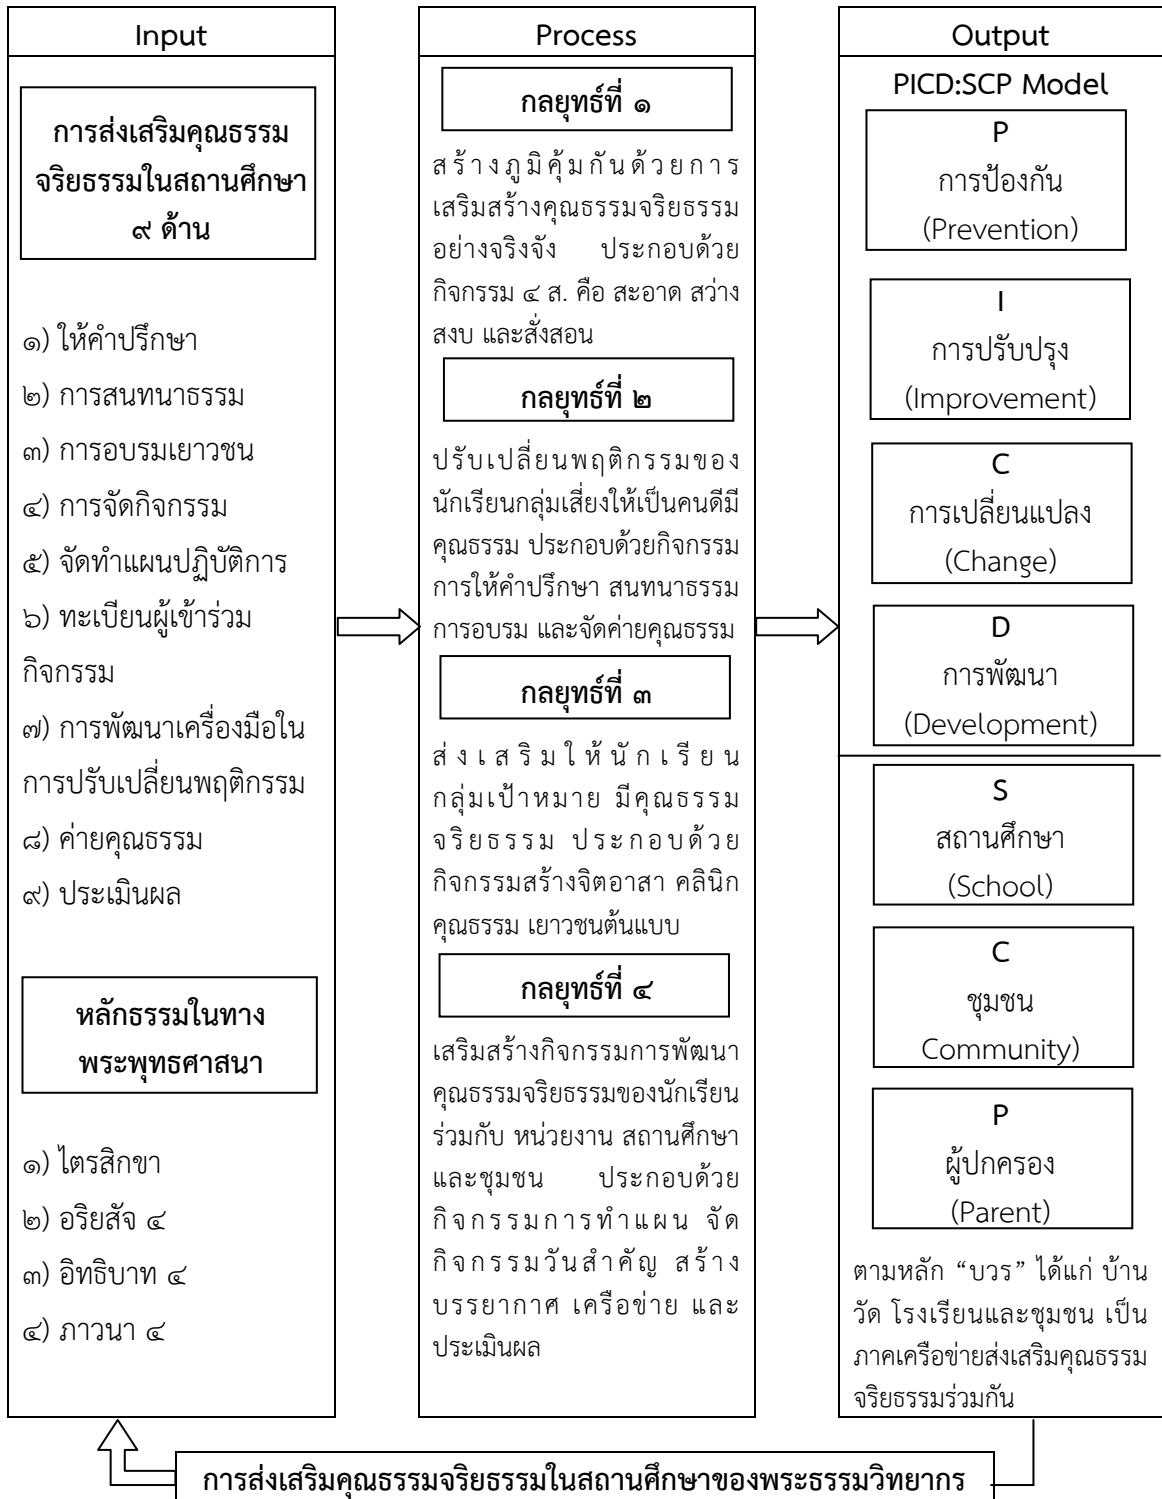 Input
การส่งเสริมคุณธรรม
จริยธรรมในสถานศึกษา
๙ ด้าน
๑) ให้คำปรึกษา
๒) การสนทนาธรรม
๓) การอบรมเยาวชน
๔) การจัดกิจกรรม
๕) จัดทำแผนปฏิบัติการ
๖) ทะเบียนผู้เข้าร่วม
กิจกรรม
๗) การพัฒนาเครื่องมือใน
การปรับเปลี่ยนพฤติกรรม
๘) ค่ายคุณธรรม
๙) ประเมินผล
หลักธรรมในทาง
พระพุทธศาสนา
๑) ไตรสิกขา
๒) อริยสัจ ๔
๓) อิทธิบาท ๔
๔) ภาวนา ๔
Process
กลยุทธ์ที่ ๑
สร้างภูมิคุ้มกันด้วยการ
เสริมสร้างคุณธรรมจริยธรรม
อย่างจริงจัง ประกอบด้วย
กิจกรรม ๔ ส. คือ สะอาด สว่าง
สงบ และสั่งสอน
กลยุทธ์ที่ ๒
ปรับเปลี่ยนพฤติกรรมของ
นักเรียนกลุ่มเสี่ยงให้เป็นคนดีมี
คุณธรรม ประกอบด้วยกิจกรรม
การให้คำปรึกษา สนทนาธรรม
การอบรม และจัดค่ายคุณธรรม
กลยุทธ์ที่ ๓
ส่งเสริมให้นักเรียน
กลุ่มเป้าหมาย มีคุณธรรม
จริยธรรม ประกอบด้วย
กิจกรรมสร้างจิตอาสา คลินิก
คุณธรรม เยาวชนต้นแบบ
กลยุทธ์ที่ ๔
เสริมสร้างกิจกรรมการพัฒนา
คุณธรรมจริยธรรมของนักเรียน
ร่วมกับ หน่วยงาน สถานศึกษา
และชุมชน ประกอบด้วย
กิจกรรมการทำแผน จัด
กิจกรรมวันสำคัญ สร้าง
บรรยากาศ เครือข่าย และ
ประเมินผล
Output
PICD:SCP Model
P
การป้องกัน
(Prevention)
I
การปรับปรุง
(Improvement)
C
การเปลี่ยนแปลง
(Change)
D
การพัฒนา
(Development)
S
สถานศึกษา
(School)
C
ชุมชน
Community)
P
ผู้ปกครอง
(Parent)
ตามหลัก “บวร” ได้แก่ บ้าน
วัด โรงเรียนและชุมชน เป็น
ภาคเครือข่ายส่งเสริมคุณธรรม
จริยธรรมร่วมกัน
การส่งเสริมคุณธรรมจริยธรรมในสถานศึกษาของพระธรรมวิทยากร